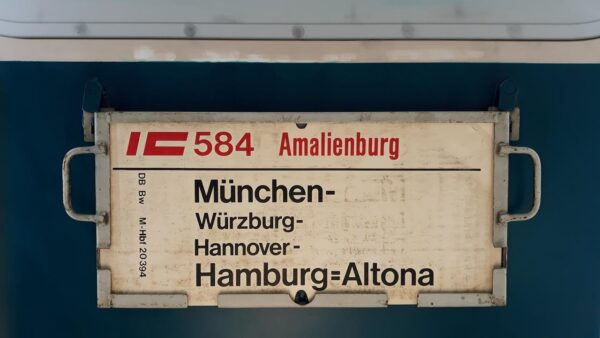 IC 584 Amalienburg
München-
Würzburg-
Hannover-
Hamburg=Altona
DB Bw M-Hbf 20394